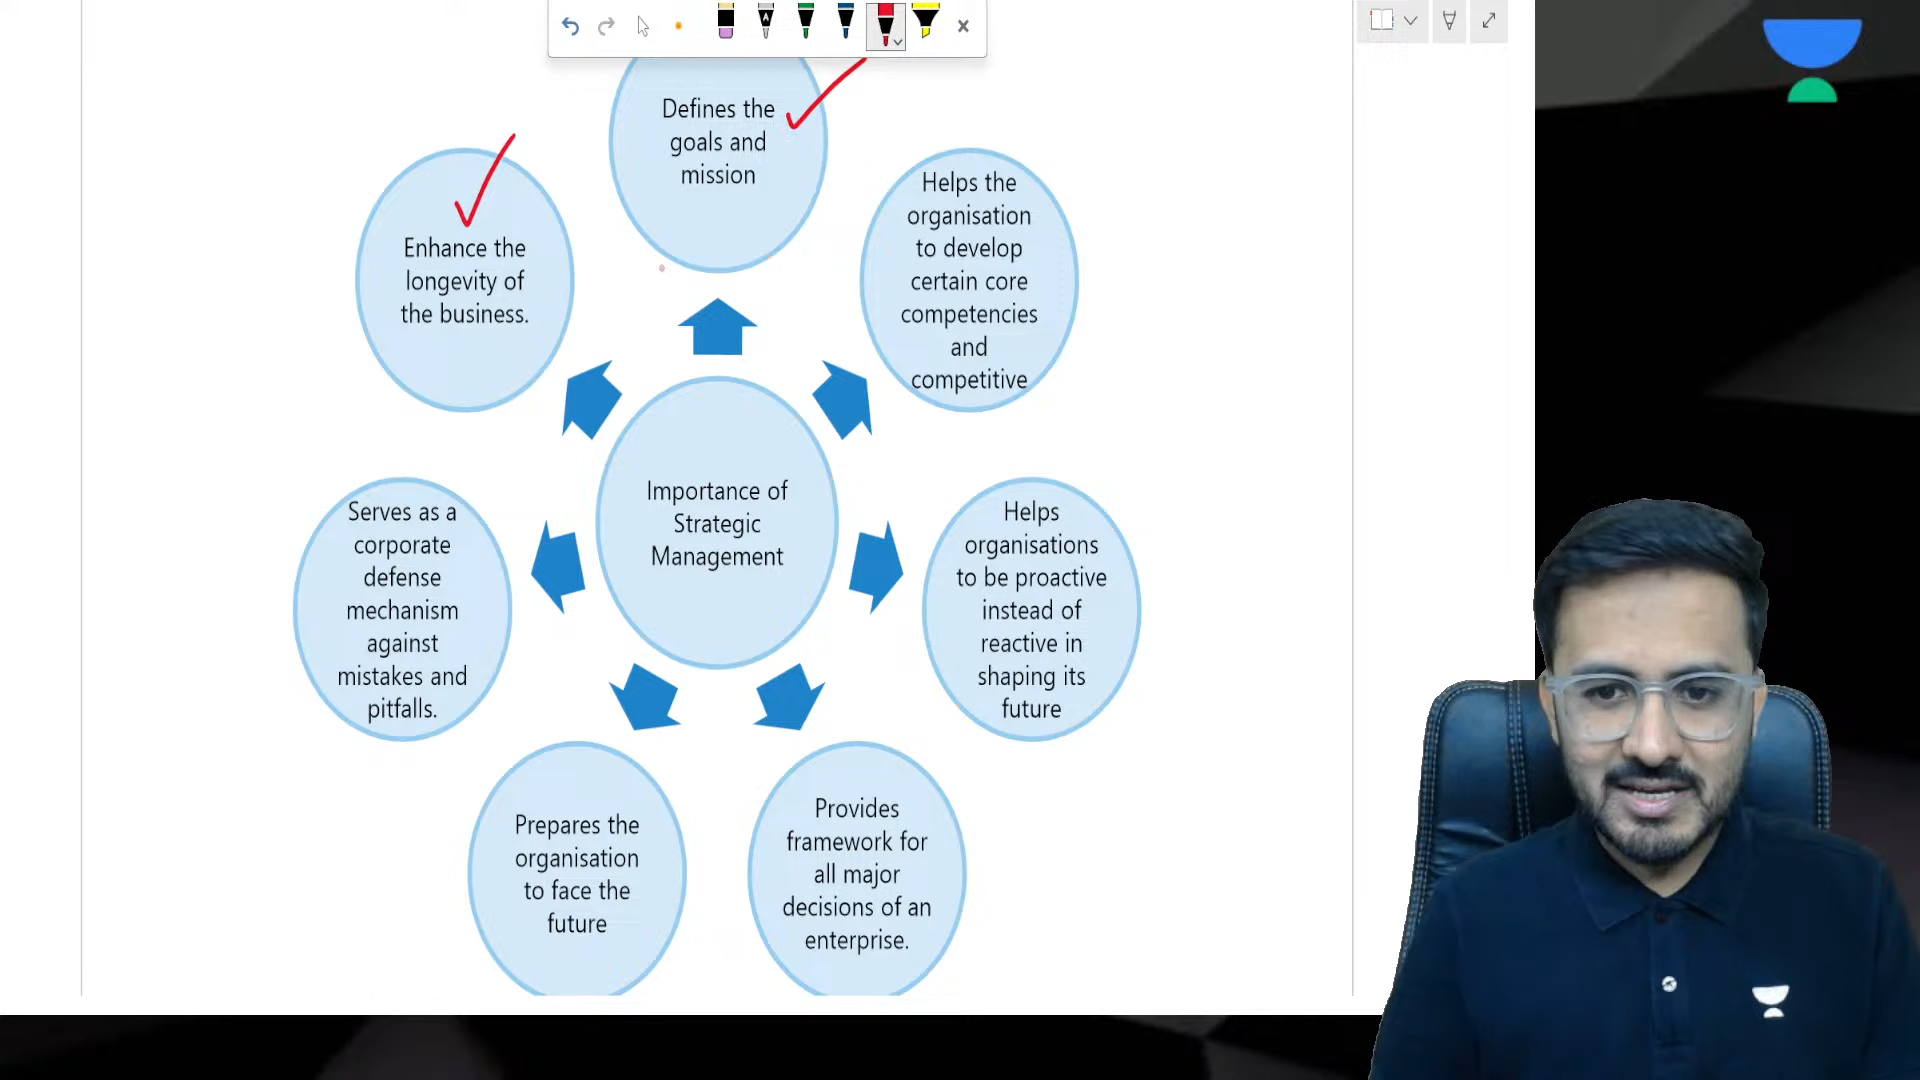 Defines the
goals and
mission
Helps the
organisation
to develop
certain core
competencies
and
competitive
Helps
organisations
to be proactive
instead of
reactive in
shaping its
future
Provides
framework for
all major
decisions of an
enterprise.
Prepares the
organisation
to face the
future
Serves as a
corporate
defense
mechanism
against
mistakes and
pitfalls.
Enhance the
longevity of
the business.
Importance of
Strategic
Management